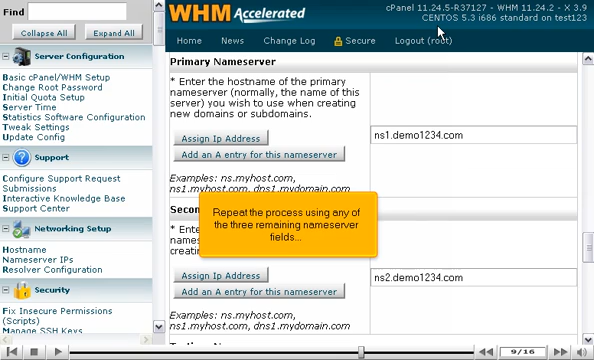 Find
Collapse All
Expand All
Server Configuration
Basic cPanel/WHM Setup
Change Root Password
Initial Quota Setup
Server Time
Statistics Software Configuration
Tweak Settings
Update Config
Support
Configure Support Request
Submissions
Interactive Knowledge Base
Support Center
Networking Setup
Hostname
Nameserver IPs
Resolver Configuration
Security
Fix Insecure Permissions
(Scripts)
Manage SSH Keys
WHM Accelerated
cPanel 11.24.5-R37127 - WHM 11.24.2 - X 3.9
CENTOS 5.3 i686 standard on test123
Home News Change Log Secure Logout (root)
Primary Nameserver
* Enter the hostname of the primary
nameserver (normally, the name of this
server) you wish to use when creating
new domains or subdomains.
Assign Ip Address
Add an A entry for this nameserver
ns1.demo1234.com
Examples: ns.myhost.com,
ns1.myhost.com, dns1.mydomain.com
Repeat the process using any of
the three remaining nameserver
fields...
Secon
* Ente
names
creatin
Assign Ip Address
Add an A entry for this nameserver
ns2.demo1234.com
Examples: ns.myhost.com,
ns1.myhost.com, dns1.mydomain.com
9/16